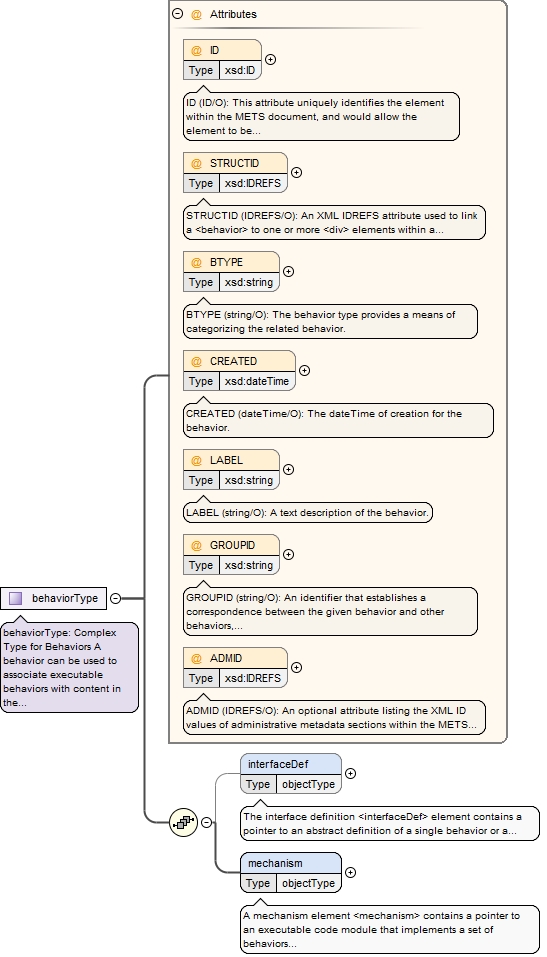 @ Attributes
@ ID
Type xsd:ID
ID (ID/O): This attribute uniquely identifies the element
within the METS document, and would allow the
element to be...
@ STRUCTID
Type xsd:IDREFS
STRUCTID (IDREFS/O): An XML IDREFS attribute used to link
a <behavior> to one or more <div> elements within a...
@ BTYPE
Type xsd:string
BTYPE (string/O): The behavior type provides a means of
categorizing the related behavior.
@ CREATED
Type xsd:dateTime
CREATED (dateTime/O): The dateTime of creation for the
behavior.
@ LABEL
Type xsd:string
LABEL (string/O): A text description of the behavior.
@ GROUPID
Type xsd:string
GROUPID (string/O): An identifier that establishes a
correspondence between the given behavior and other
behaviors,...
@ ADMID
Type xsd:IDREFS
ADMID (IDREFS/O): An optional attribute listing the XML ID
values of administrative metadata sections within the METS...
behaviorType
behaviorType: Complex
Type for Behaviors A
behavior can be used to
associate executable
behaviors with content in
the...
interfaceDef
Type objectType
The interface definition <interfaceDef> element contains a
pointer to an abstract definition of a single behavior or a...
mechanism
Type objectType
A mechanism element <mechanism> contains a pointer to
an executable code module that implements a set of
behaviors...